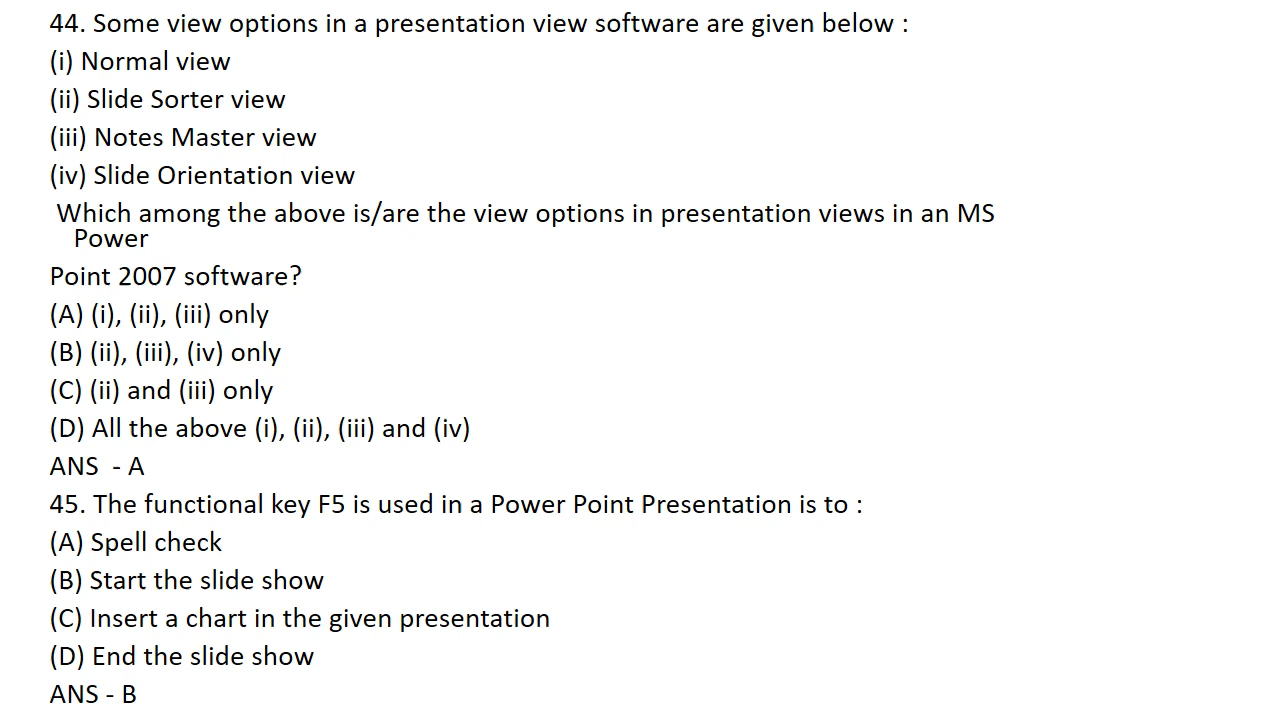 44. Some view options in a presentation view software are given below :
(i) Normal view
(ii) Slide Sorter view
(iii) Notes Master view
(iv) Slide Orientation view
Which among the above is/are the view options in presentation views in an MS
Power
Point 2007 software?
(A) (i), (ii), (iii) only
(B) (ii), (iii), (iv) only
(C) (ii) and (iii) only
(D) All the above (i), (ii), (iii) and (iv)
ANS - A
45. The functional key F5 is used in a Power Point Presentation is to :
(A) Spell check
(B) Start the slide show
(C) Insert a chart in the given presentation
(D) End the slide show
ANS - B